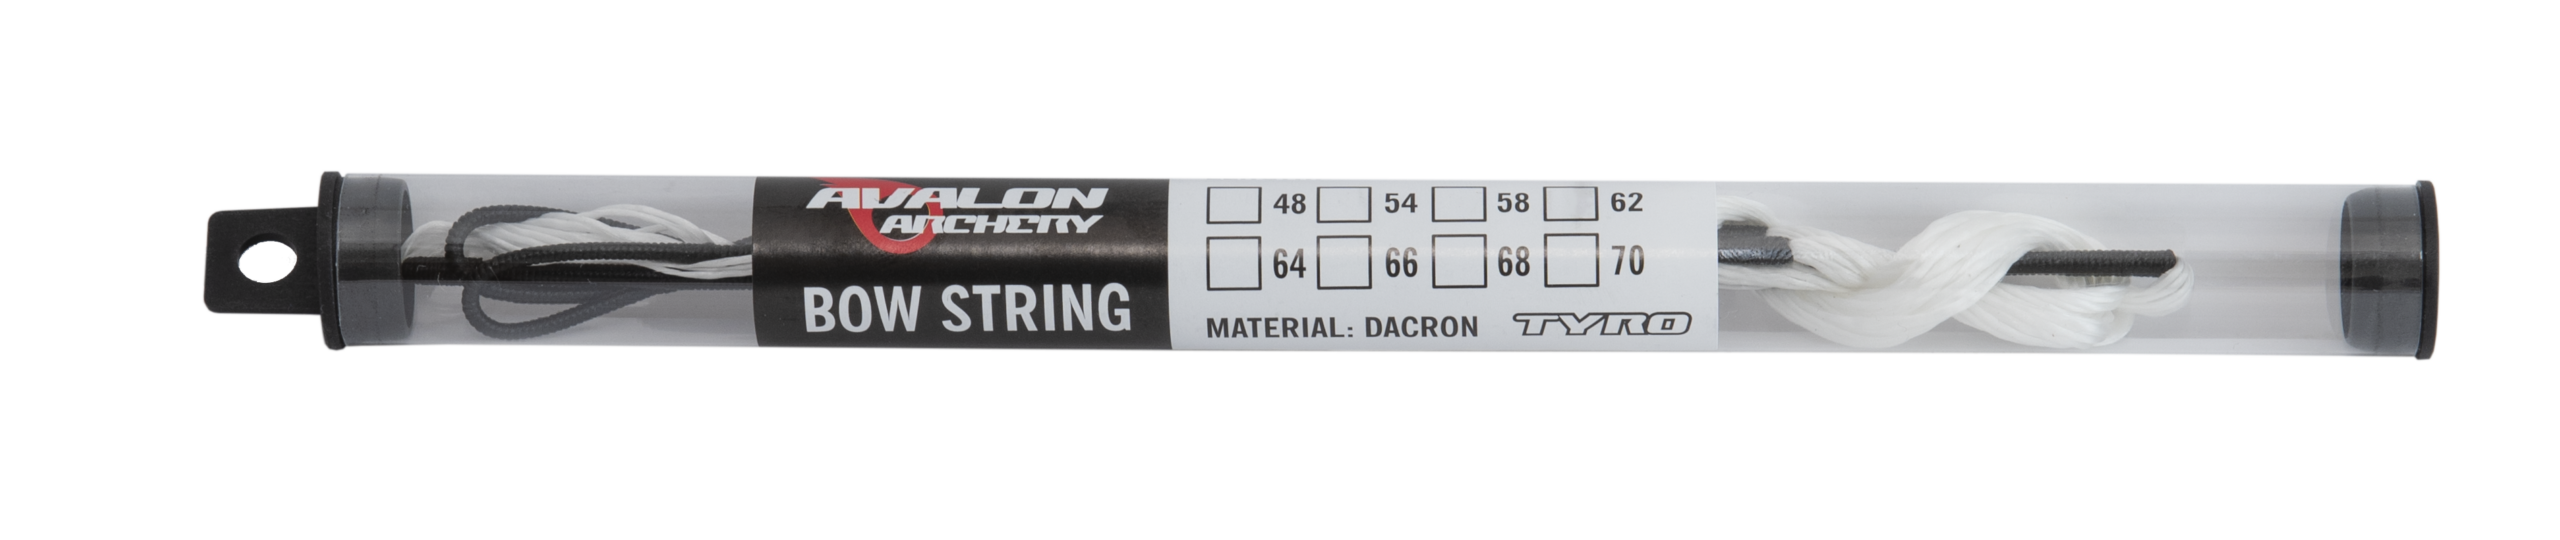 AVALON
ARCHERY
BOW STRING
48 54 58 62
64 66 68 70
MATERIAL: DACRON TYRO